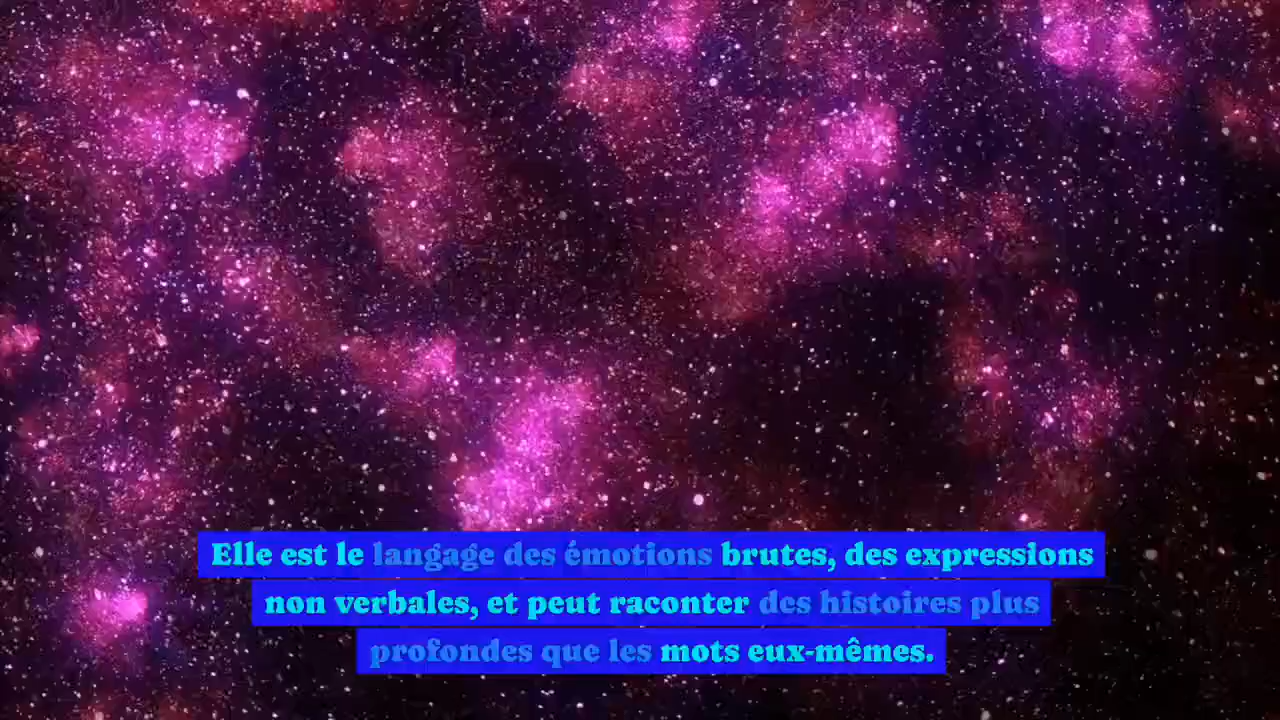 Elle est le langage des émotions brutes, des expressions
non verbales, et peut raconter des histoires plus
profondes que les mots eux-mêmes.